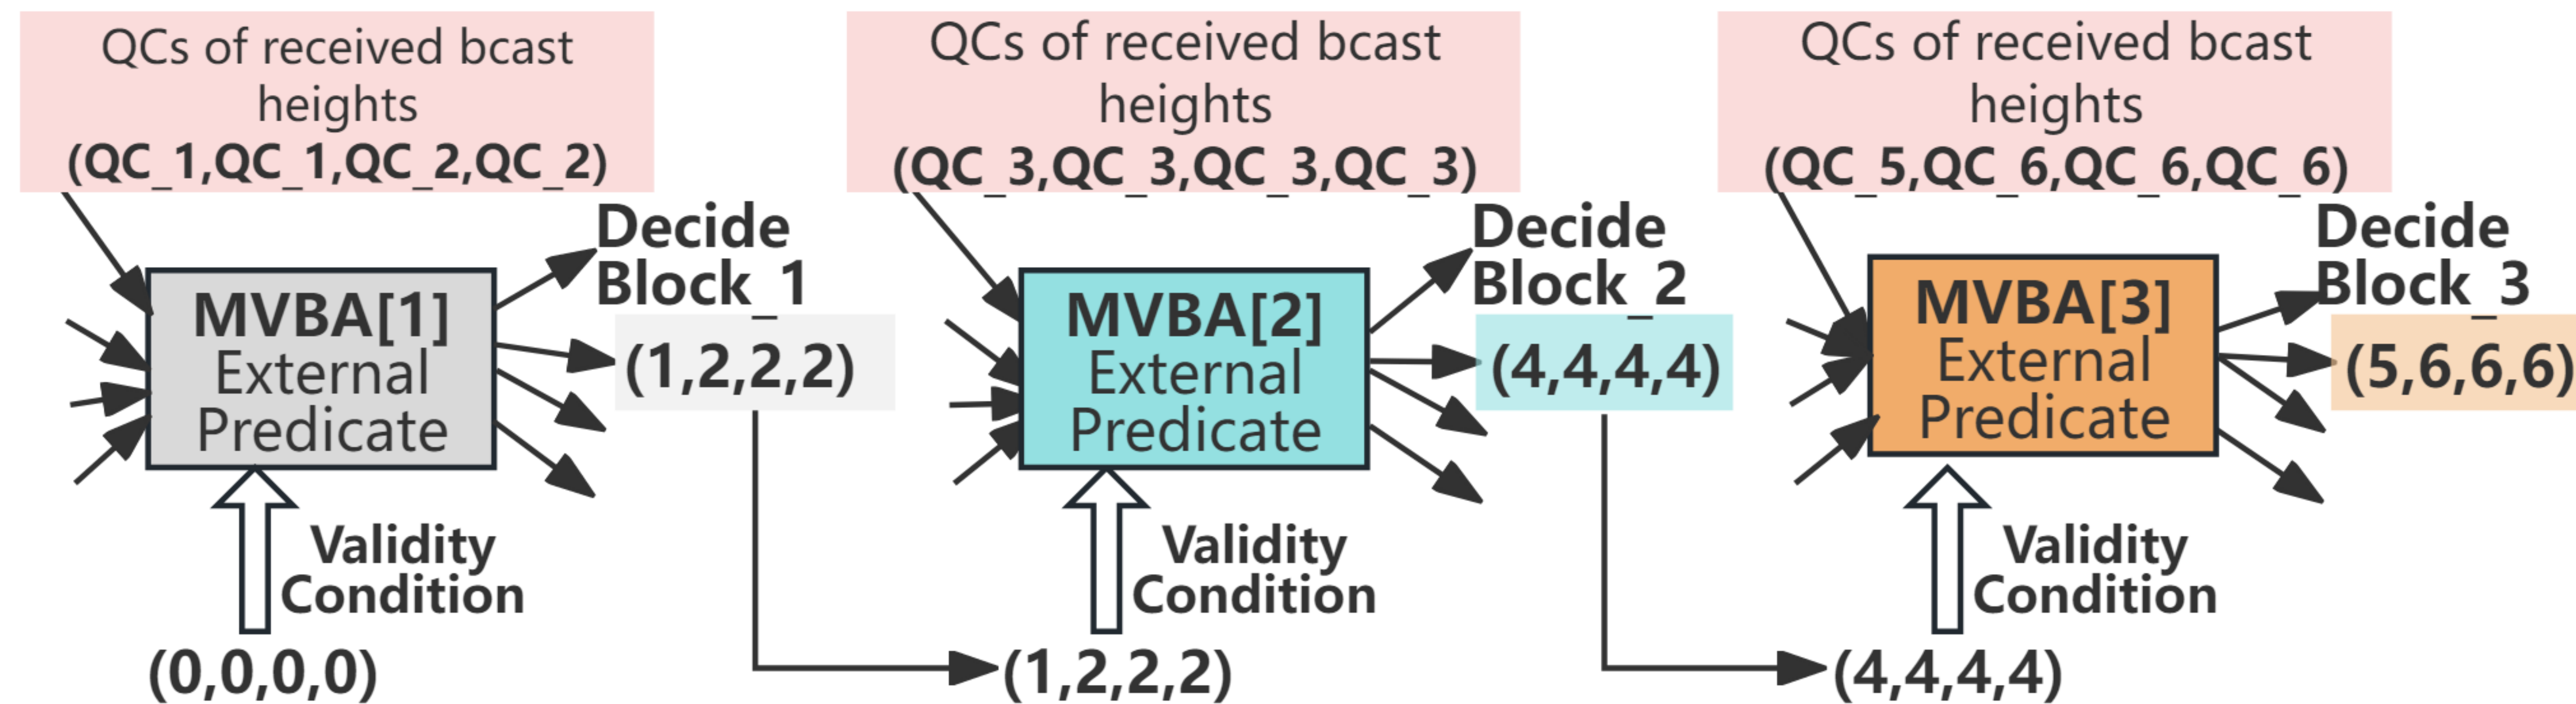 QCs of received bcast
heights
(QC_1,QC_1,QC_2,QC_2)
Decide
Block_1
MVBA[1]
External
Predicate
(1,2,2,2)
Validity
Condition
(0,0,0,0)
QCs of received bcast
heights
(QC_3,QC_3,QC_3,QC_3)
Decide
Block_2
MVBA[2]
External
Predicate
(4,4,4,4)
Validity
Condition
(1,2,2,2)
QCs of received bcast
heights
(QC_5,QC_6,QC_6,QC_6)
Decide
Block_3
MVBA[3]
External
Predicate
(5,6,6,6)
Validity
Condition
(4,4,4,4)